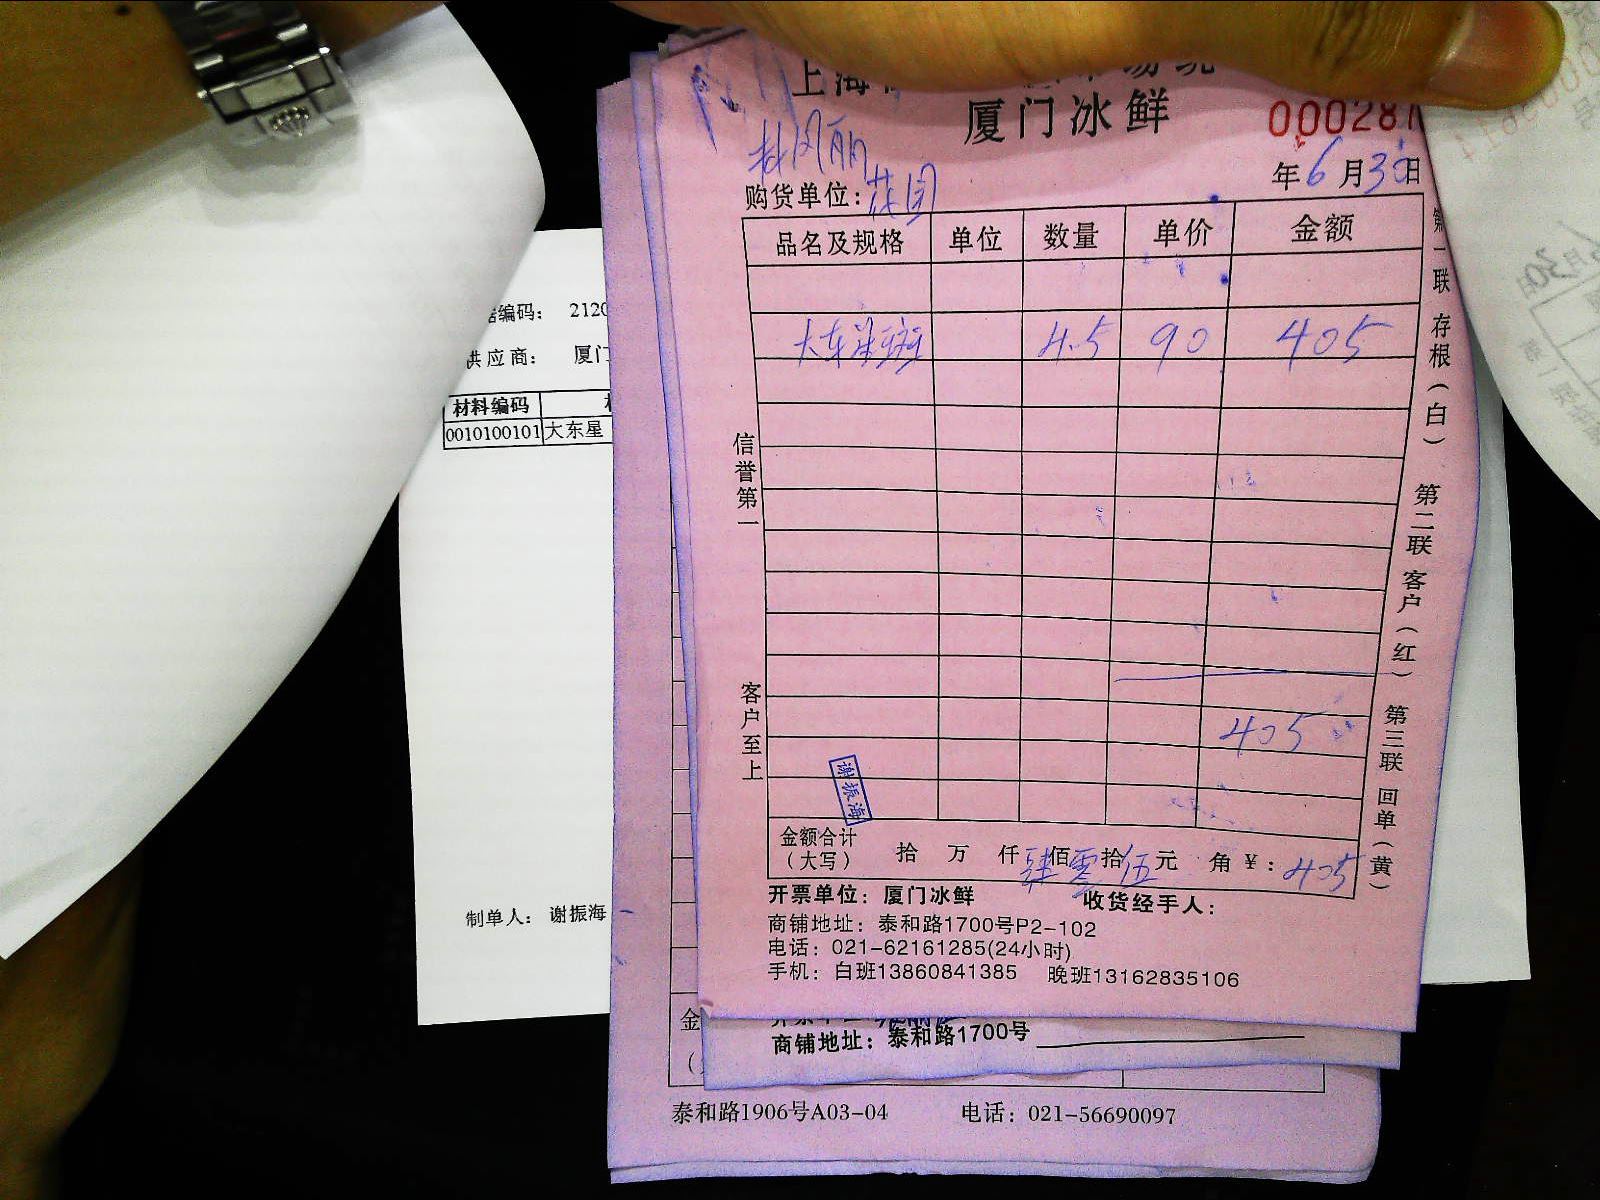 厦门冰鲜
000281
年6月30日
购货单位：花园
品名及规格 单位 数量 单价 金额
大东星斑 4.5 90 405
405
谢振海
金额合计（大写） 拾 万 仟 肆佰零拾伍元 角 ￥：405
开票单位：厦门冰鲜 收货经手人：
商铺地址：泰和路1700号P2-102
电话：021-62161285(24小时)
手机：白班13860841385 晚班13162835106
信誉第一
客户至上
第一联 存根（白）
第二联 客户（红）
第三联 回单（黄）
编码： 2120
供应商： 厦门
材料编码
0010100101 大东星
制单人： 谢振海
商铺地址：泰和路1700号
金
泰和路1906号A03-04 电话：021-56690097